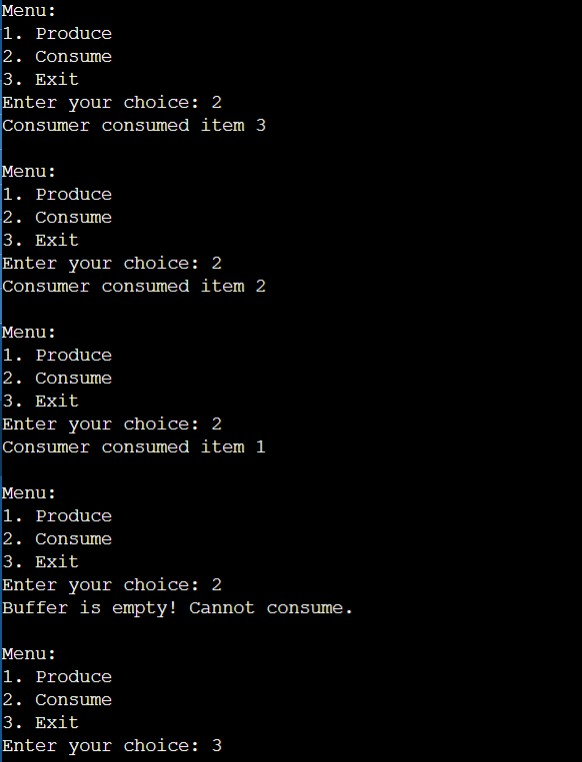 Menu:
1. Produce
2. Consume
3. Exit
Enter your choice: 2
Consumer consumed item 3

Menu:
1. Produce
2. Consume
3. Exit
Enter your choice: 2
Consumer consumed item 2

Menu:
1. Produce
2. Consume
3. Exit
Enter your choice: 2
Consumer consumed item 1

Menu:
1. Produce
2. Consume
3. Exit
Enter your choice: 2
Buffer is empty! Cannot consume.

Menu:
1. Produce
2. Consume
3. Exit
Enter your choice: 3